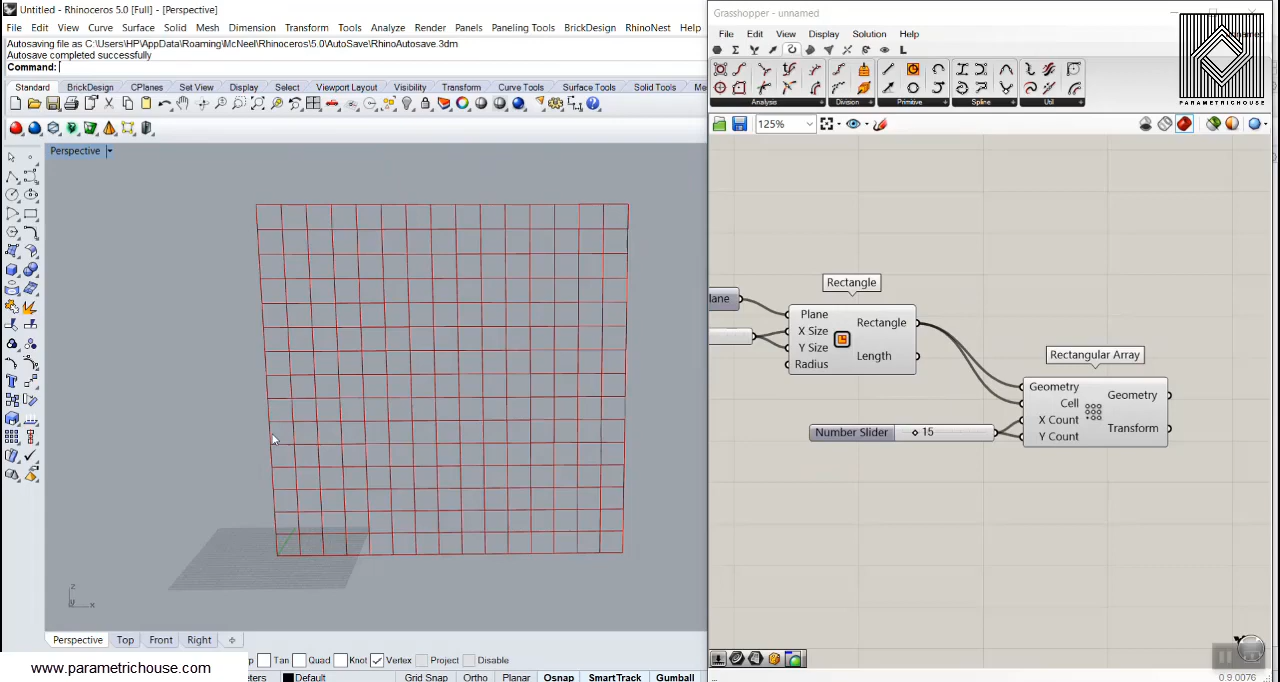 Untitled - Rhinoceros 5.0 [Full] - [Perspective]
File Edit View Curve Surface Solid Mesh Dimension Transform Tools Analyze Render Panels Paneling Tools BrickDesign RhinoNest Help
Autosaving file as C:\Users\HP\AppData\Roaming\McNeel\Rhinoceros\5.0\AutoSave\RhinoAutosave.3dm
Autosave completed successfully
Command:
Standard BrickDesign CPlanes Set View Display Select Viewport Layout Visibility Transform Curve Tools Surface Tools Solid Tools Me
Perspective
z
y x
Perspective Top Front Right
p Tan Quad Knot Vertex Project Disable
www.parametrichouse.com
eters Default Grid Snap Ortho Planar Osnap SmartTrack Gumball
Grasshopper - unnamed
File Edit View Display Solution Help
PARAMETRICHOUSE
Analysis Division Primitive Spline Util
125%
Rectangle
lane
Plane
X Size
Y Size
Radius
Rectangle
Length
Rectangular Array
Geometry
Cell
X Count
Y Count
Geometry
Transform
Number Slider 15
0.9.0076